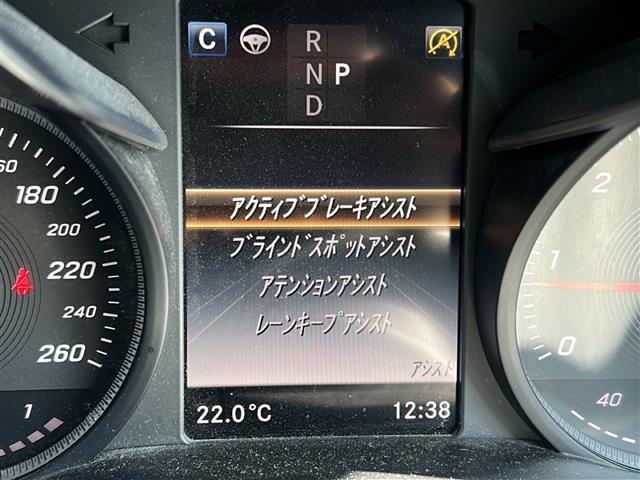 C
R
N P
D
A
アクティブブレーキアシスト
ブラインドスポットアシスト
アテンションアシスト
レーンキープアシスト
アシスト
22.0°C
12:38
180
200
220
240
260
1
2
1
0
40